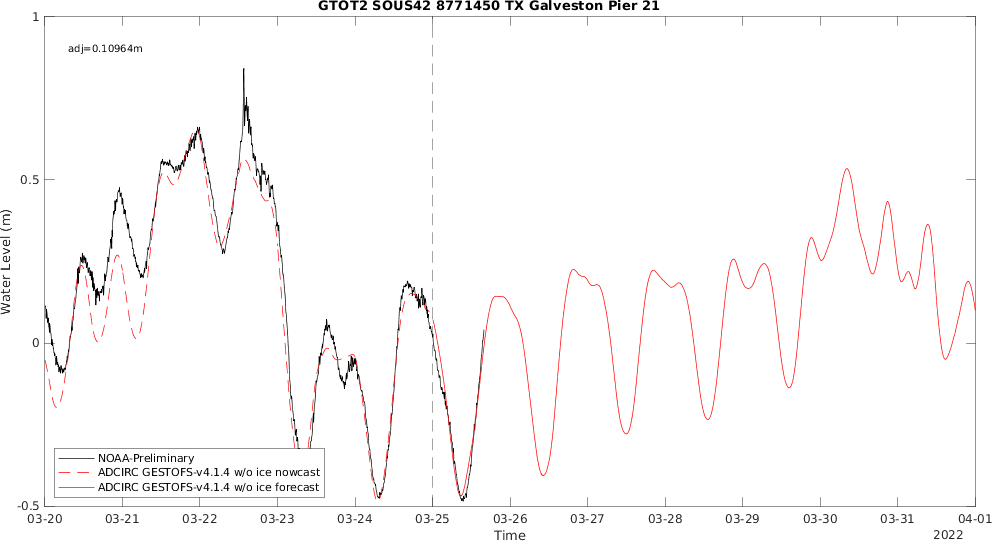 GTOT2 SOUS42 8771450 TX Galveston Pier 21
1
adj=0.10964m
0.5
Water Level (m)
0
NOAA-Preliminary
ADCIRC GESTOFS-v4.1.4 w/o ice nowcast
ADCIRC GESTOFS-v4.1.4 w/o ice forecast
-0.5
03-20 03-21 03-22 03-23 03-24 03-25 03-26 03-27 03-28 03-29 03-30 03-31 04-01
Time
2022